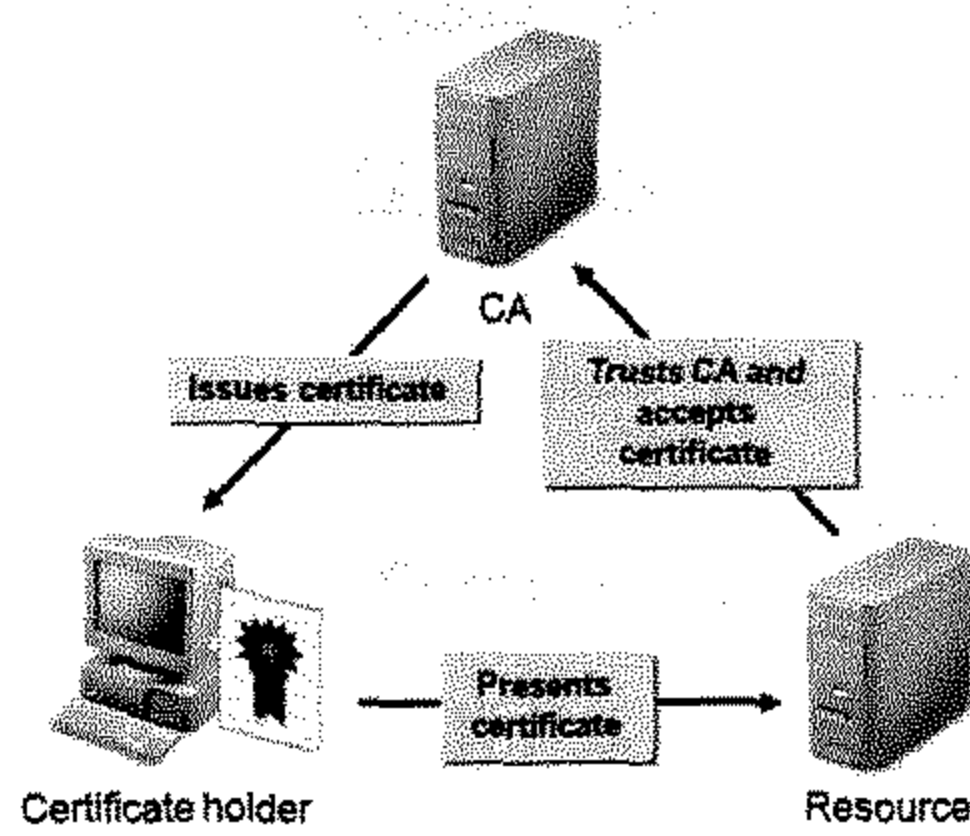 CA
Issues certificate
Trusts CA and
accepts
certificate
Presents
certificate
Certificate holder
Resource